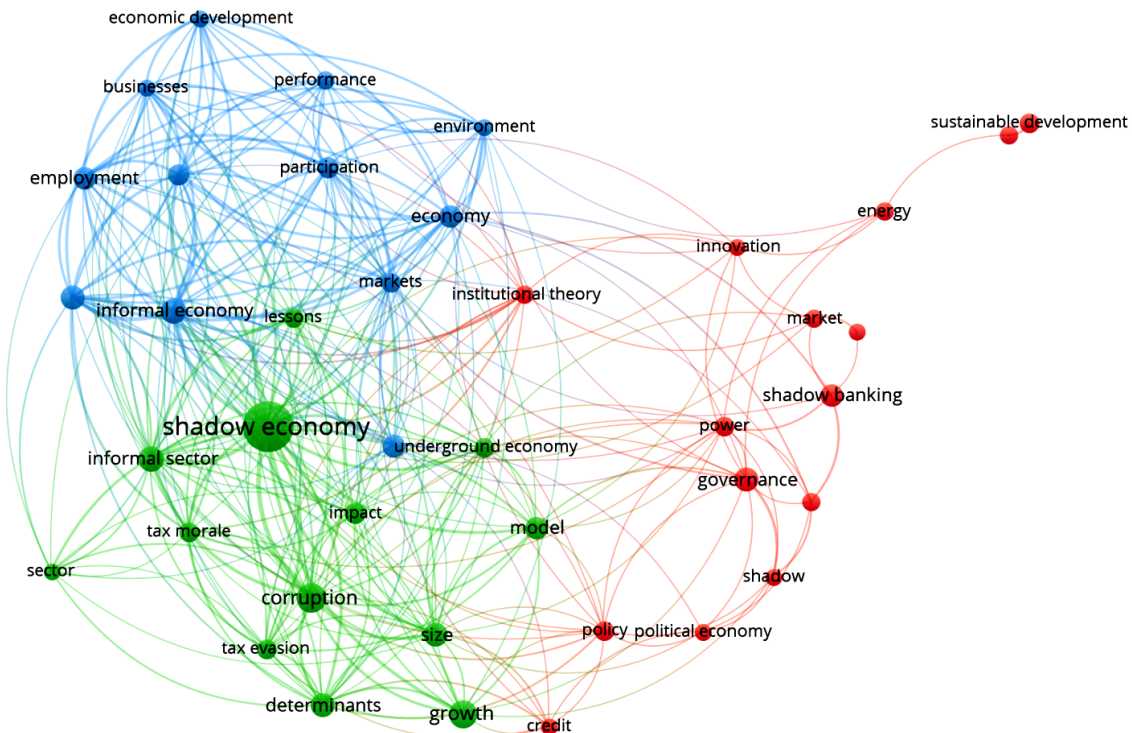 economic development
businesses
performance
environment
sustainable development
employment
participation
economy
energy
innovation
markets
institutional theory
informal economy
lessons
market
shadow banking
shadow economy
power
underground economy
informal sector
governance
impact
model
tax morale
sector
shadow
corruption
size
policy
political economy
tax evasion
determinants
growth
credit